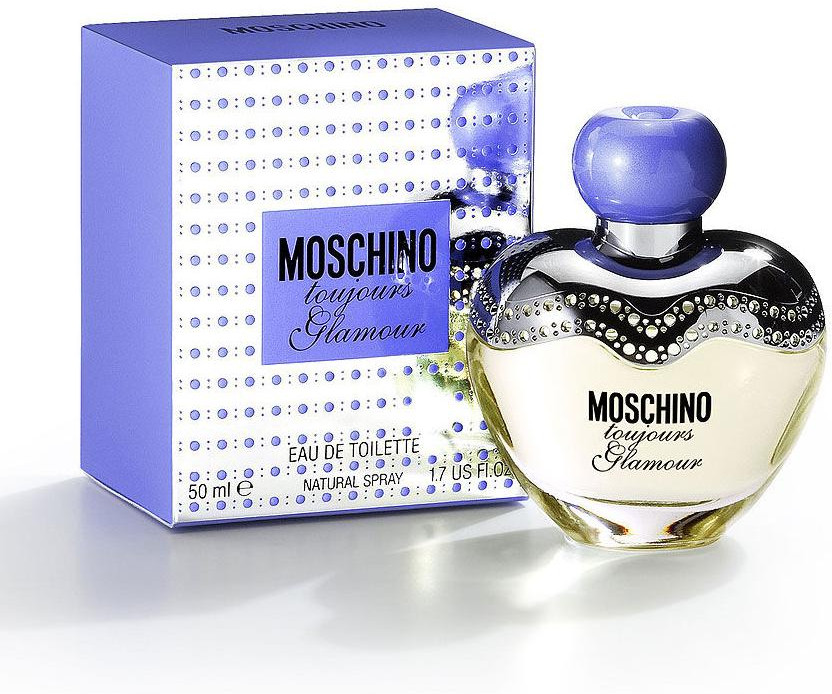 MOSCHINO
MOSCHINO
toujours
Glamour
EAU DE TOILETTE
50 ml e NATURAL SPRAY 1.7 US Fl.Oz
MOSCHINO
toujours
Glamour